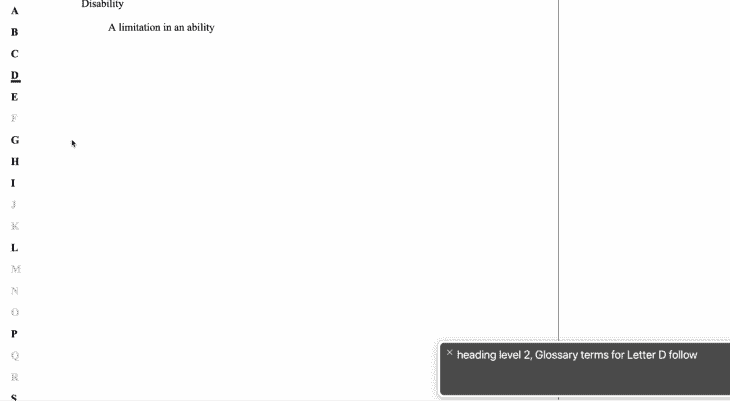 A
Disability
A limitation in an ability
B
C
D
E
F
G
H
I
J
K
L
M
N
O
P
Q
R
S
× heading level 2, Glossary terms for Letter D follow